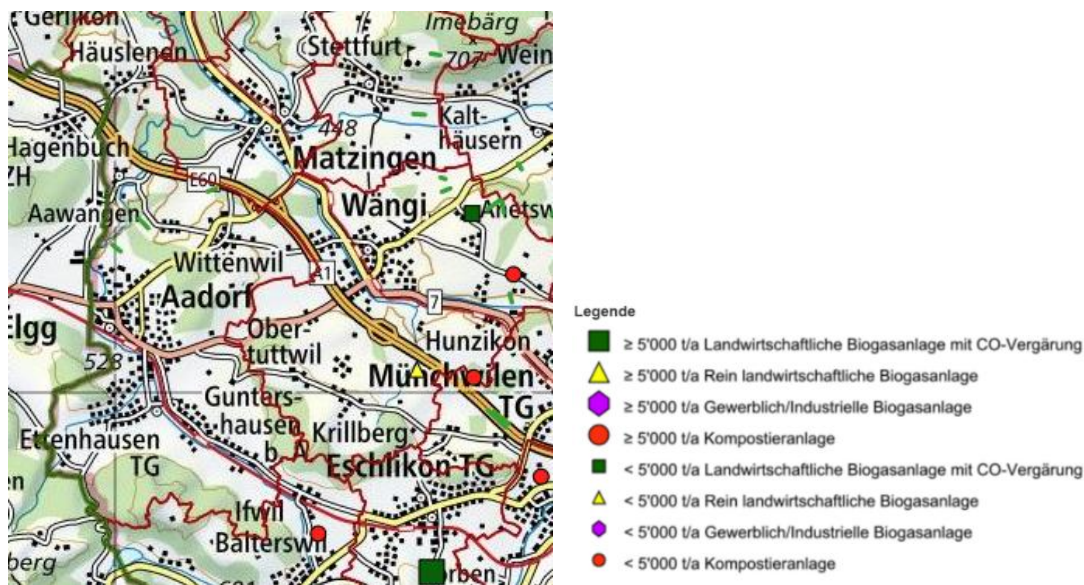 Gerlikon
Imebärg
Häuslenen
Stettfurt
707
Wein
448
Kalt-
häusern
Hagenbuch
ZH
Matzingen
E60
Aawangen
Wängi
Anetsw
Wittenwil
A1
Aadorf
7
Elgg
Ober-
tuttwil
Hunzikon
528
Münchwilen
TG
Gunters-
hausen
b A
Krillberg
Ettenhausen
TG
Eschlikon TG
en
Ifwil
Balterswil
berg
orben
Legende
≥ 5'000 t/a Landwirtschaftliche Biogasanlage mit CO-Vergärung
≥ 5'000 t/a Rein landwirtschaftliche Biogasanlage
≥ 5'000 t/a Gewerblich/Industrielle Biogasanlage
≥ 5'000 t/a Kompostieranlage
< 5'000 t/a Landwirtschaftliche Biogasanlage mit CO-Vergärung
< 5'000 t/a Rein landwirtschaftliche Biogasanlage
< 5'000 t/a Gewerblich/Industrielle Biogasanlage
< 5'000 t/a Kompostieranlage